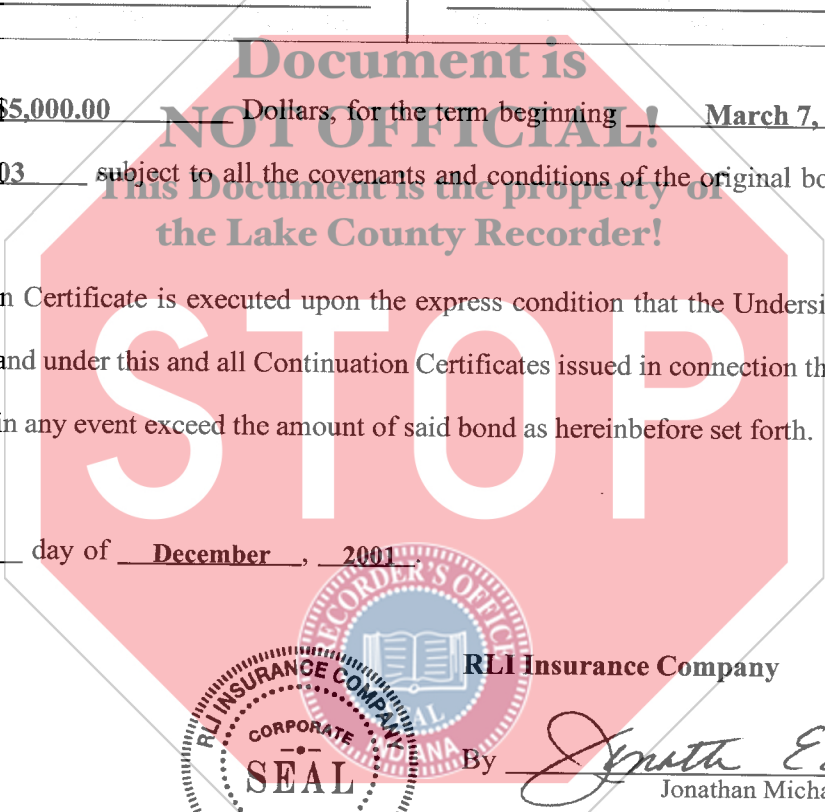 Document is
$5,000.00 Dollars, for the term beginning March 7,
NOT OFFICIAL!
03 subject to all the covenants and conditions of the original bo
This Document is the property of
the Lake County Recorder!
n Certificate is executed upon the express condition that the Undersi
STOP
and under this and all Continuation Certificates issued in connection th
in any event exceed the amount of said bond as hereinbefore set forth.
day of December, 2001.
RECORDER'S OFFICE
SEAL
INDIANA
RLI INSURANCE COMPANY
CORPORATE
SEAL
RLI Insurance Company
By Jonath E.
Jonathan Micha